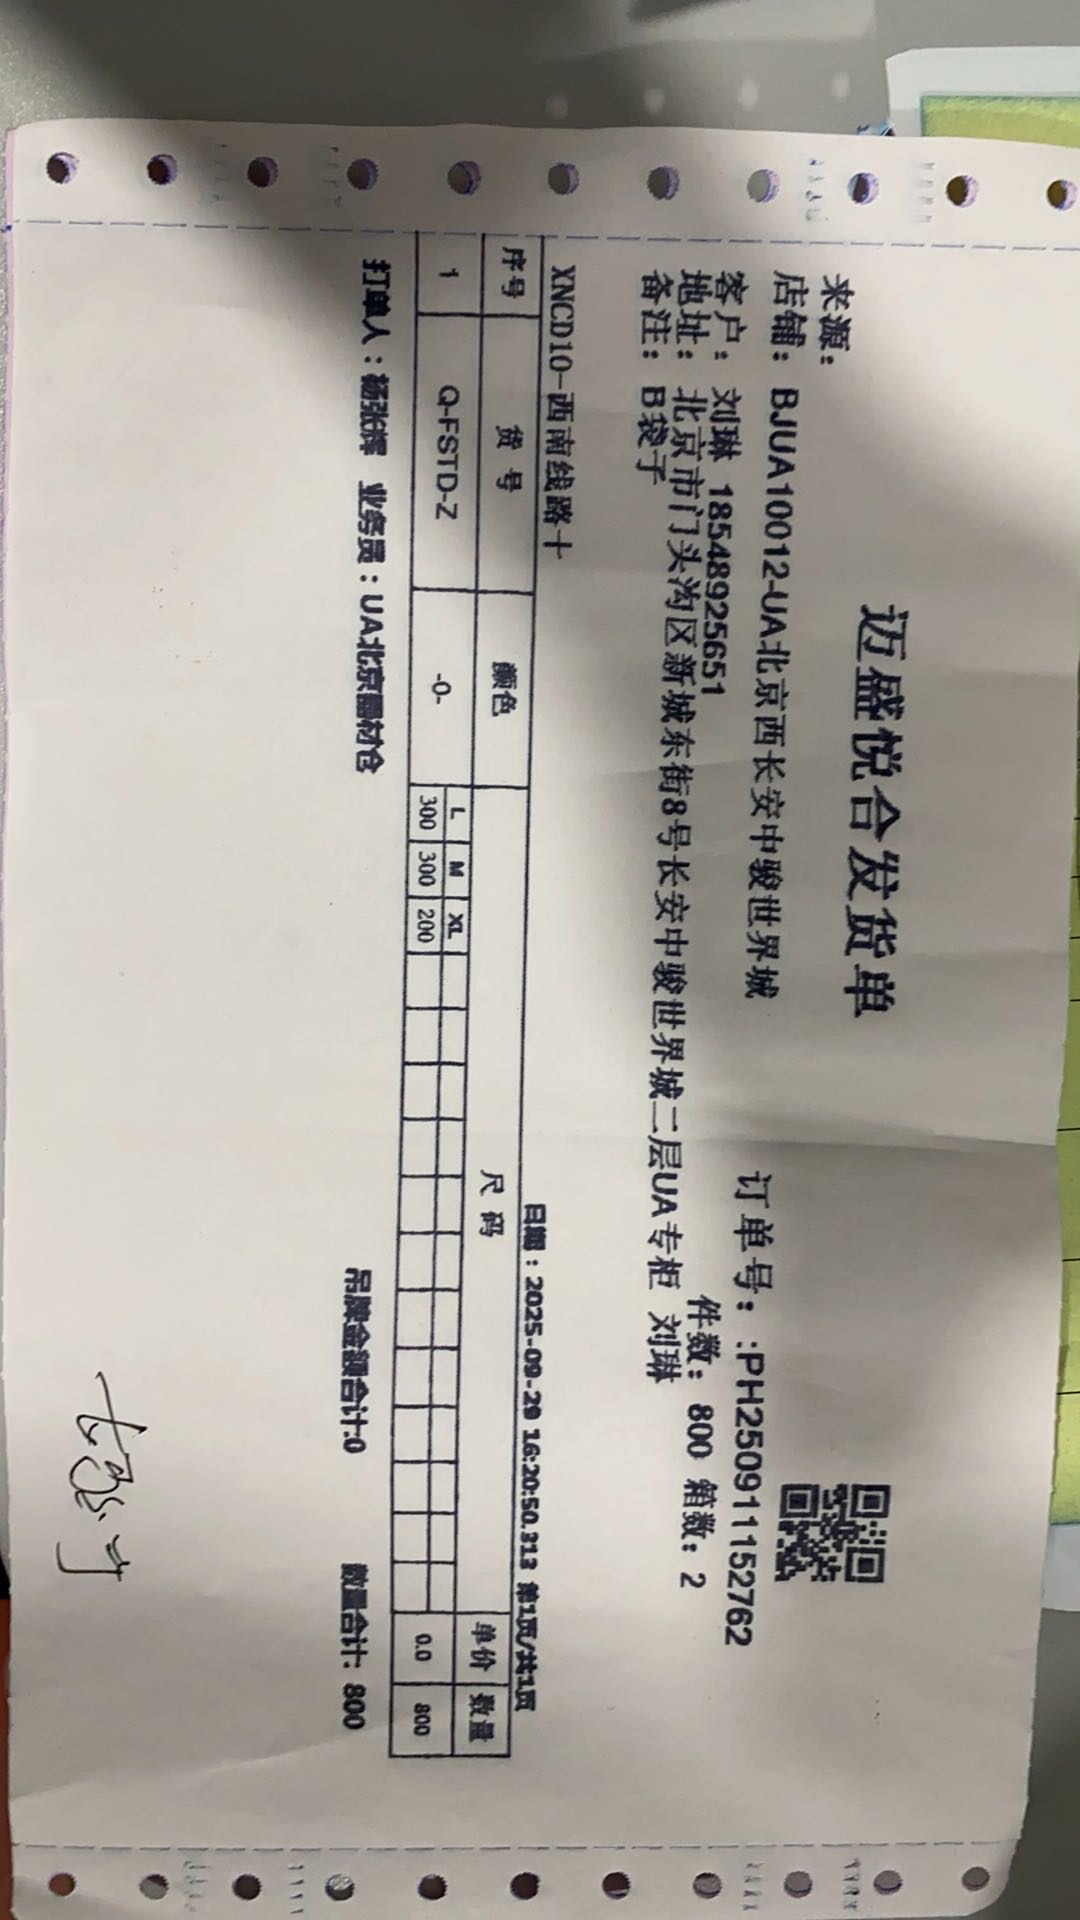 迈盛悦合发货单
来源：
店铺：BJUA10012-UA北京西长安中骏世界城 订单号：:PH250911152762
客户：刘琳 18548925651 件数：800 箱数：2
地址：北京市门头沟区新城东街8号长安中骏世界城二层UA专柜 刘琳
备注：B袋子
XNCD10-西南线路十 日期：2025-09-29 16:20:50.313 第1页/共1页
序号 货号 颜色 尺码 单价 数量
L M XL
1 Q-FSTD-Z -0- 300 300 200 0.0 800
打单人：杨张辉 业务员：UA北京器材仓 吊牌金额合计:0 数量合计: 800